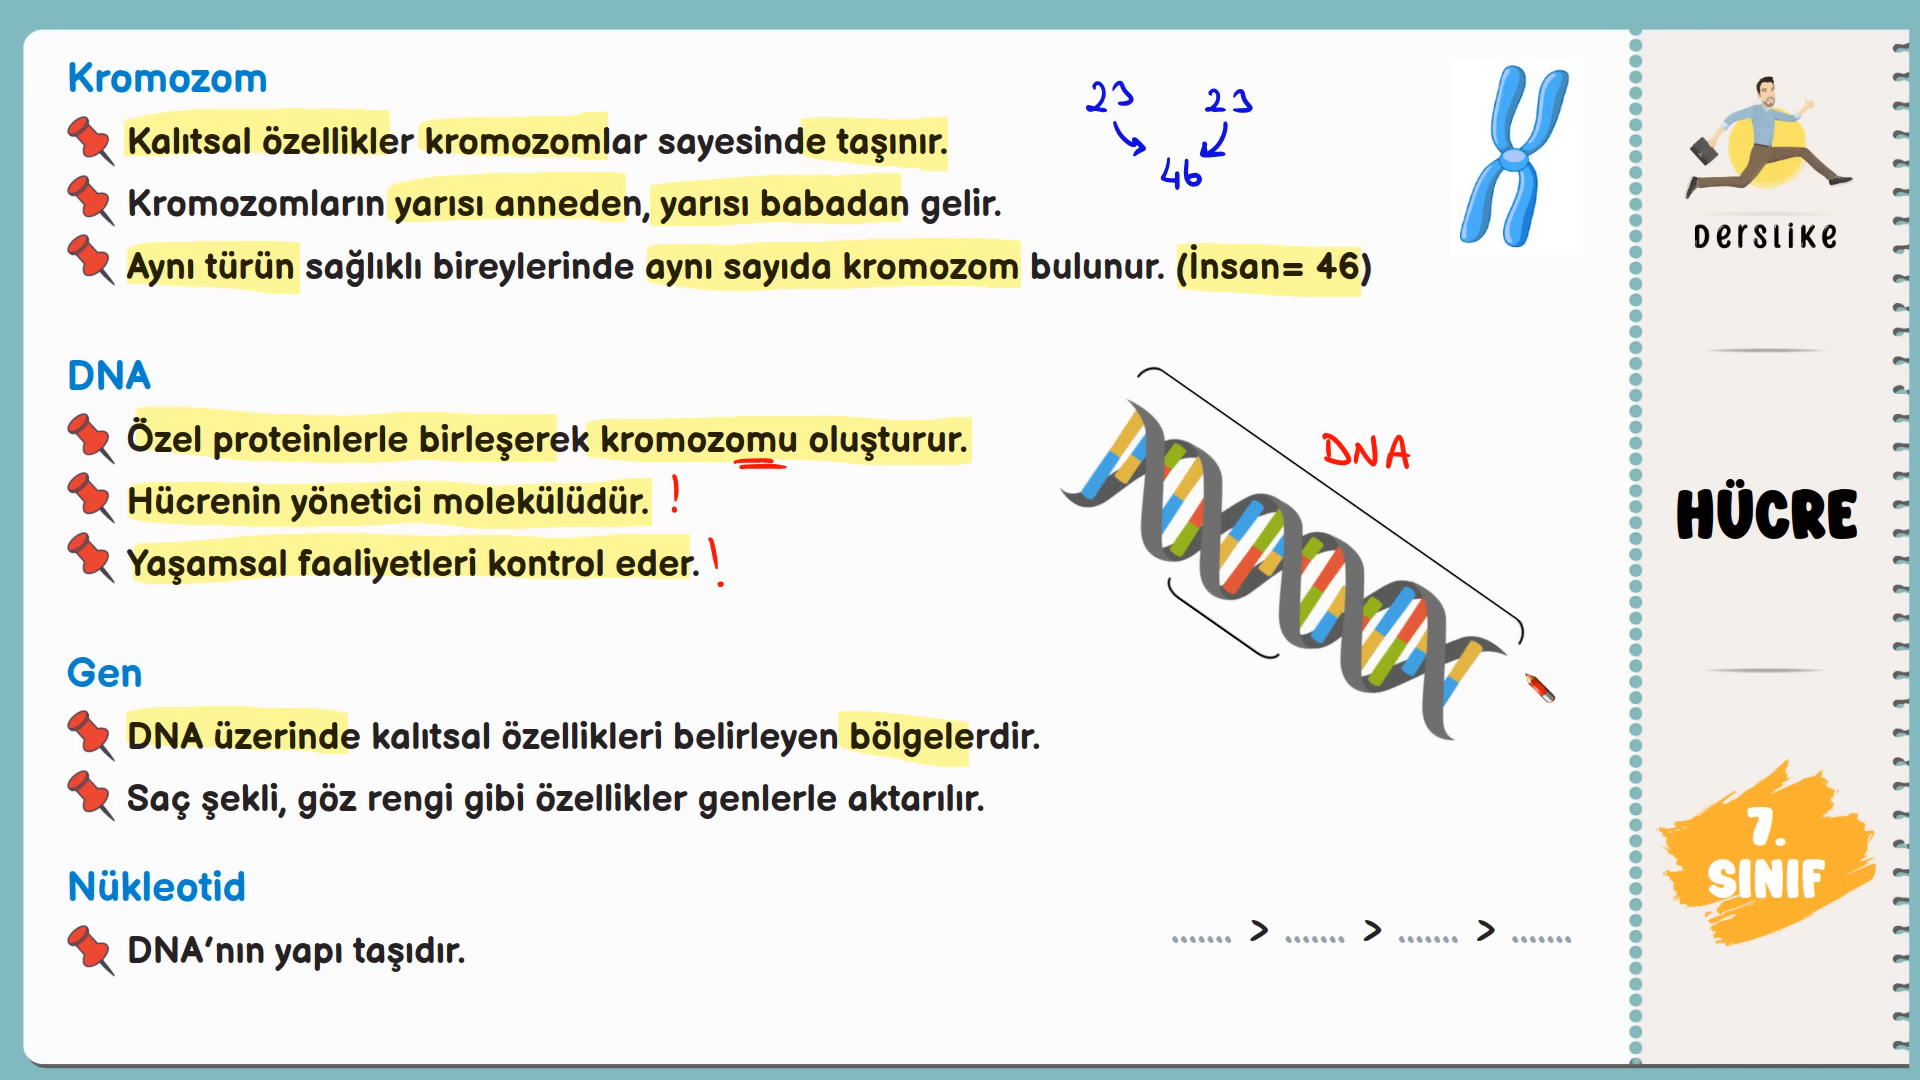 Kromozom
Kalıtsal özellikler kromozomlar sayesinde taşınır.
Kromozomların yarısı anneden, yarısı babadan gelir.
Aynı türün sağlıklı bireylerinde aynı sayıda kromozom bulunur. (İnsan= 46)
23 23
46
DNA
Özel proteinlerle birleşerek kromozomu oluşturur.
Hücrenin yönetici molekülüdür. !
Yaşamsal faaliyetleri kontrol eder. !
DNA
Gen
DNA üzerinde kalıtsal özellikleri belirleyen bölgelerdir.
Saç şekli, göz rengi gibi özellikler genlerle aktarılır.
Nükleotid
DNA’nın yapı taşıdır.
....... > ....... > ....... > .......
DERSLİKE
HÜCRE
7.
SINIF